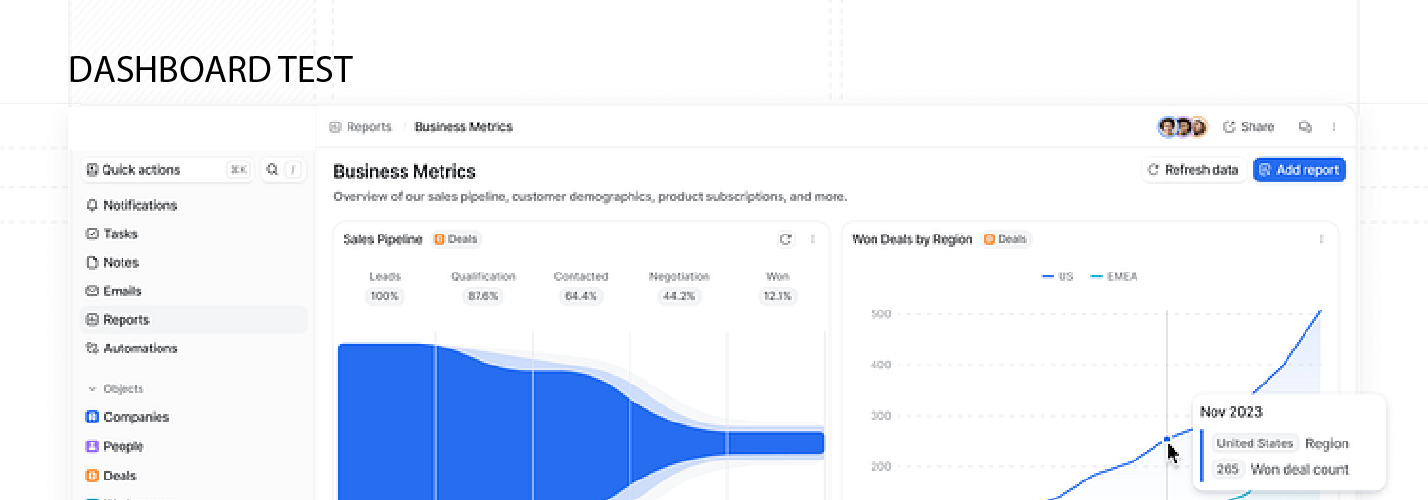 DASHBOARD TEST
Reports / Business Metrics
Share
Quick actions ⌘K /
Notifications
Tasks
Notes
Emails
Reports
Automations
Objects
Companies
People
Deals
Business Metrics
Overview of our sales pipeline, customer demographics, product subscriptions, and more.
Refresh data
Add report
Sales Pipeline Deals
Leads Qualification Contacted Negotiation Won
100% 87.6% 64.4% 44.2% 12.1%
Won Deals by Region Deals
US EMEA
500
400
300
200
Nov 2023
United States Region
265 Won deal count